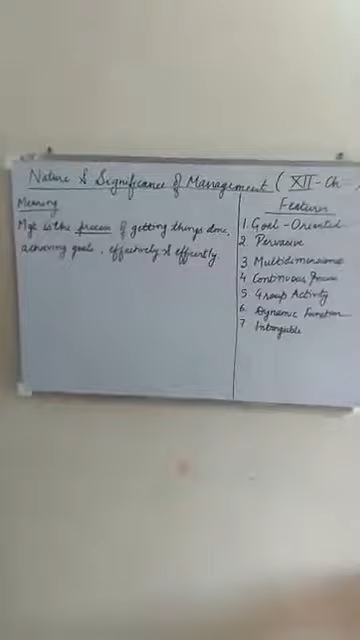 Nature & Significance of Management ( XII - Ch
Meaning
Mgt is the process of getting things done,
achieving goals, effectively & efficiently.
Features
1. Goal - Oriented
2. Pervasive
3 Multidimensional
4 Continuous Process
5 Group Activity
6. Dynamic Function
7 Intangible